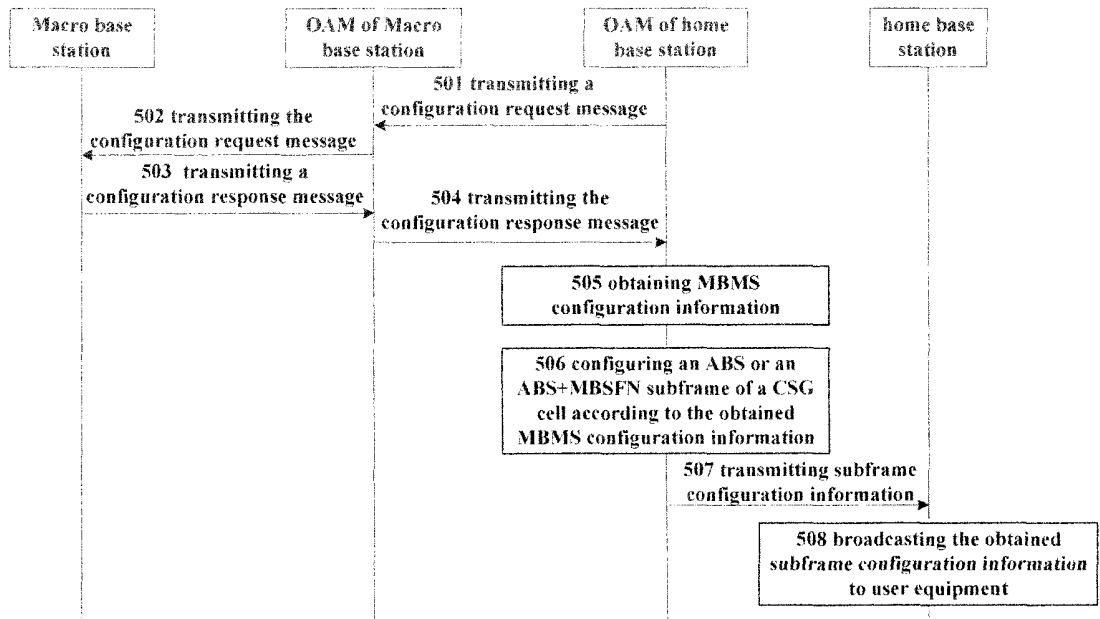 Macro base
station
OAM of Macro
base station
OAM of home
base station
home base
station
501 transmitting a
configuration request message
502 transmitting the
configuration request message
503 transmitting a
configuration response message
504 transmitting the
configuration response message
505 obtaining MBMS
configuration information
506 configuring an ABS or an
ABS+MBSFN subframe of a CSG
cell according to the obtained
MBMS configuration information
507 transmitting subframe
configuration information
508 broadcasting the obtained
subframe configuration information
to user equipment